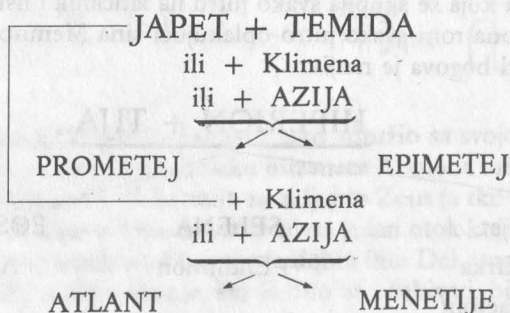 JAPET + TEMIDA
ili + Klimena
ili + AZIJA
PROMETEJ EPIMETEJ
+ Klimena
ili + AZIJA
ATLANT MENETIJE